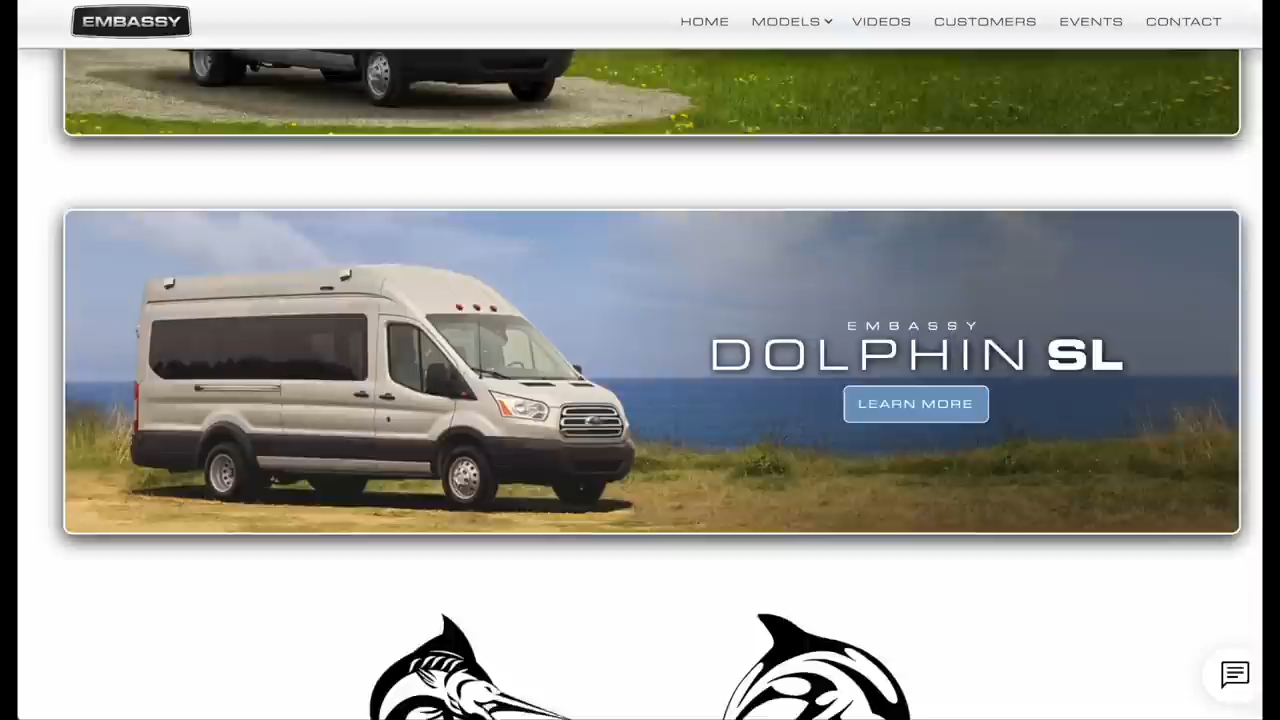 EMBASSY
HOME MODELS VIDEOS CUSTOMERS EVENTS CONTACT
EMBASSY
DOLPHIN SL
LEARN MORE